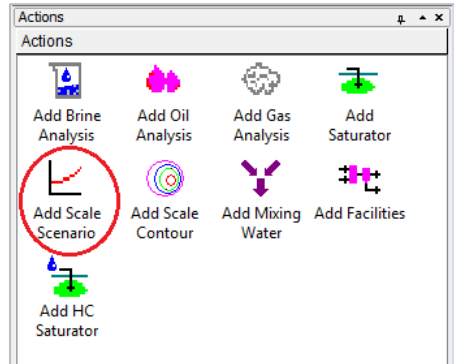 Actions
Actions
Add Brine Analysis
Add Oil Analysis
Add Gas Analysis
Add Saturator
Add Scale Scenario
Add Scale Contour
Add Mixing Water
Add Facilities
Add HC Saturator